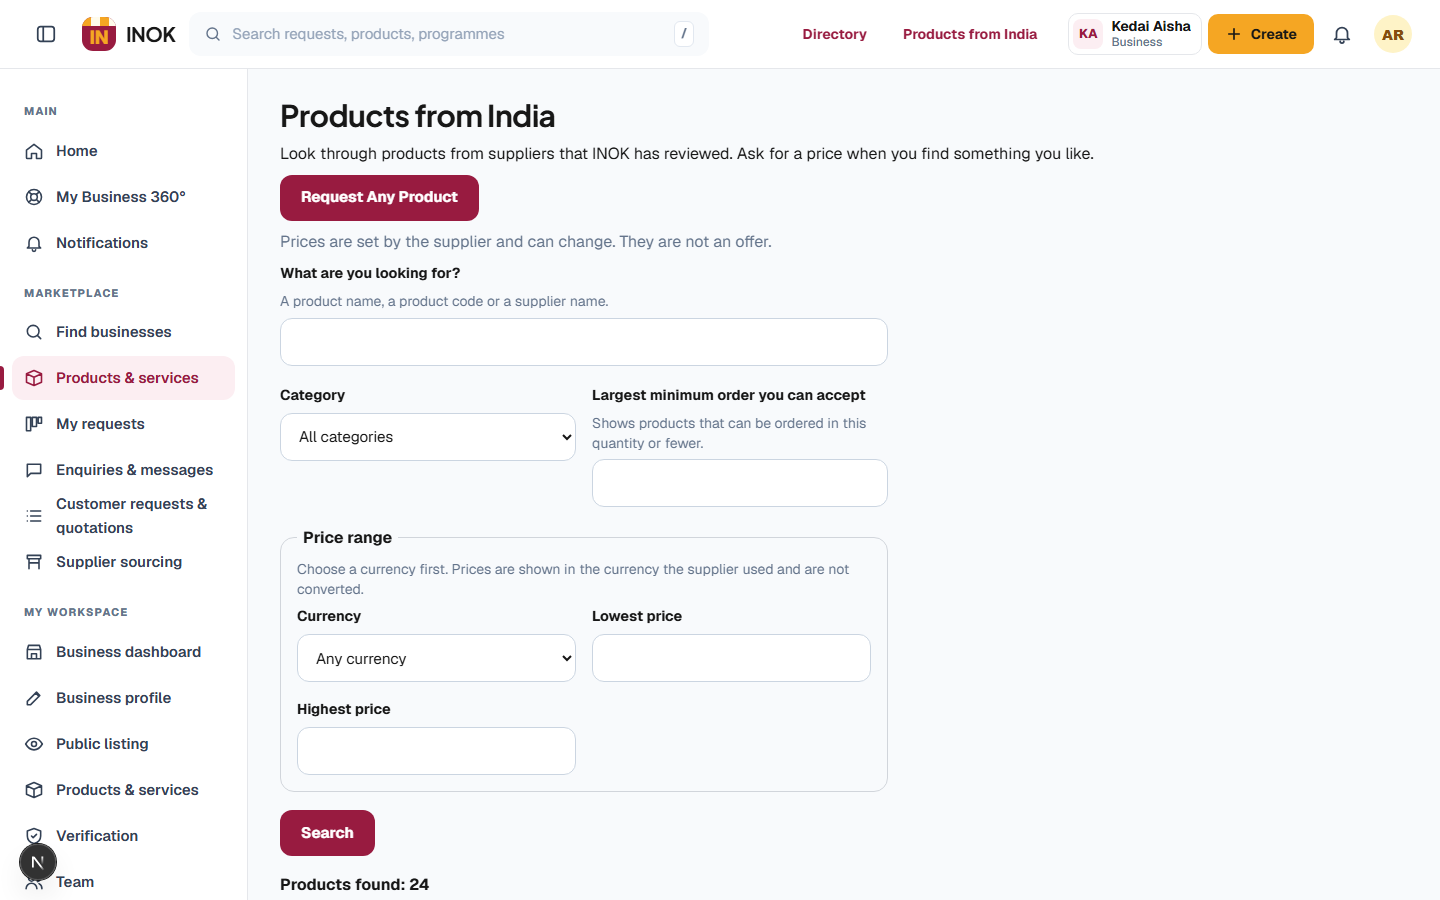 IN INOK
Search requests, products, programmes
/
Directory
Products from India
KA
Kedai Aisha
Business
Create
AR
MAIN
Home
My Business 360°
Notifications
MARKETPLACE
Find businesses
Products & services
My requests
Enquiries & messages
Customer requests &
quotations
Supplier sourcing
MY WORKSPACE
Business dashboard
Business profile
Public listing
Products & services
Verification
N
Team
Products from India
Look through products from suppliers that INOK has reviewed. Ask for a price when you find something you like.
Request Any Product
Prices are set by the supplier and can change. They are not an offer.
What are you looking for?
A product name, a product code or a supplier name.
Category
All categories
Largest minimum order you can accept
Shows products that can be ordered in this
quantity or fewer.
Price range
Choose a currency first. Prices are shown in the currency the supplier used and are not
converted.
Currency
Any currency
Lowest price
Highest price
Search
Products found: 24